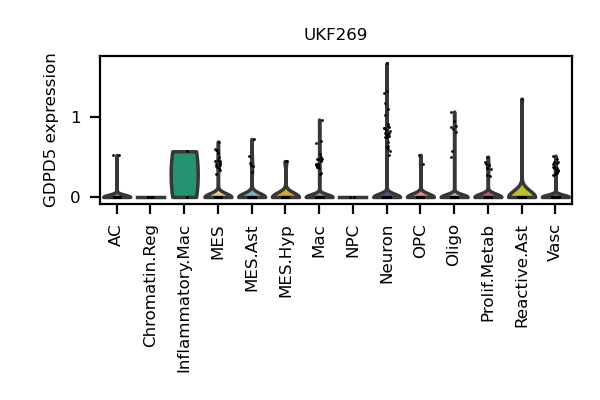 UKF269
GDPD5 expression
1
0
AC
Chromatin.Reg
Inflammatory.Mac
MES
MES.Ast
MES.Hyp
Mac
NPC
Neuron
OPC
Oligo
Prolif.Metab
Reactive.Ast
Vasc